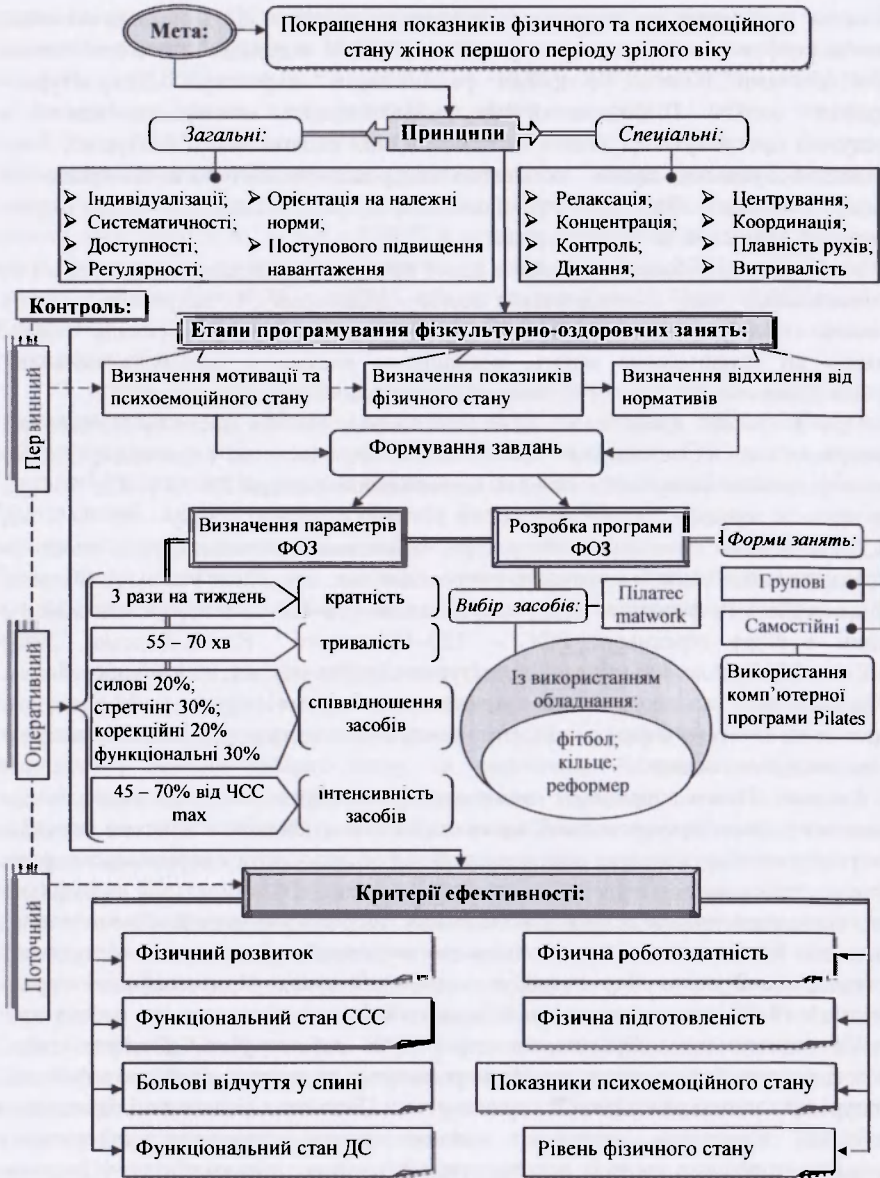 Мета:
Покращення показників фізичного та психоемоційного
стану жінок першого періоду зрілого віку
Загальні:
Принципи
Спеціальні:
Індивідуалізації;
Систематичності;
Доступності;
Регулярності;
Орієнтація на належні
норми;
Поступового підвищення
навантаження
Релаксація;
Концентрація;
Контроль;
Дихання;
Центрування;
Координація;
Плавність рухів;
Витривалість
Контроль:
Етапи програмування фізкультурно-оздоровчих занять:
Первинний
Визначення мотивації та
психоемоційного стану
Визначення показників
фізичного стану
Визначення відхилення від
нормативів
Формування завдань
Визначення параметрів
ФОЗ
Розробка програми
ФОЗ
Форми занять:
Групові
Самостійні
Використання
комп'ютерної
програми Pilates
Оперативний
3 рази на тиждень
кратність
55 – 70 хв
тривалість
силові 20%;
стретчінг 30%;
корекційні 20%
функціональні 30%
співвідношення
засобів
45 – 70% від ЧСС
max
інтенсивність
засобів
Вибір засобів:
Пілатес
matwork
Із використанням
обладнання:
фітбол;
кільце;
реформер
Поточний
Критерії ефективності:
Фізичний розвиток
Функціональний стан ССС
Больові відчуття у спині
Функціональний стан ДС
Фізична роботоздатність
Фізична підготовленість
Показники психоемоційного стану
Рівень фізичного стану